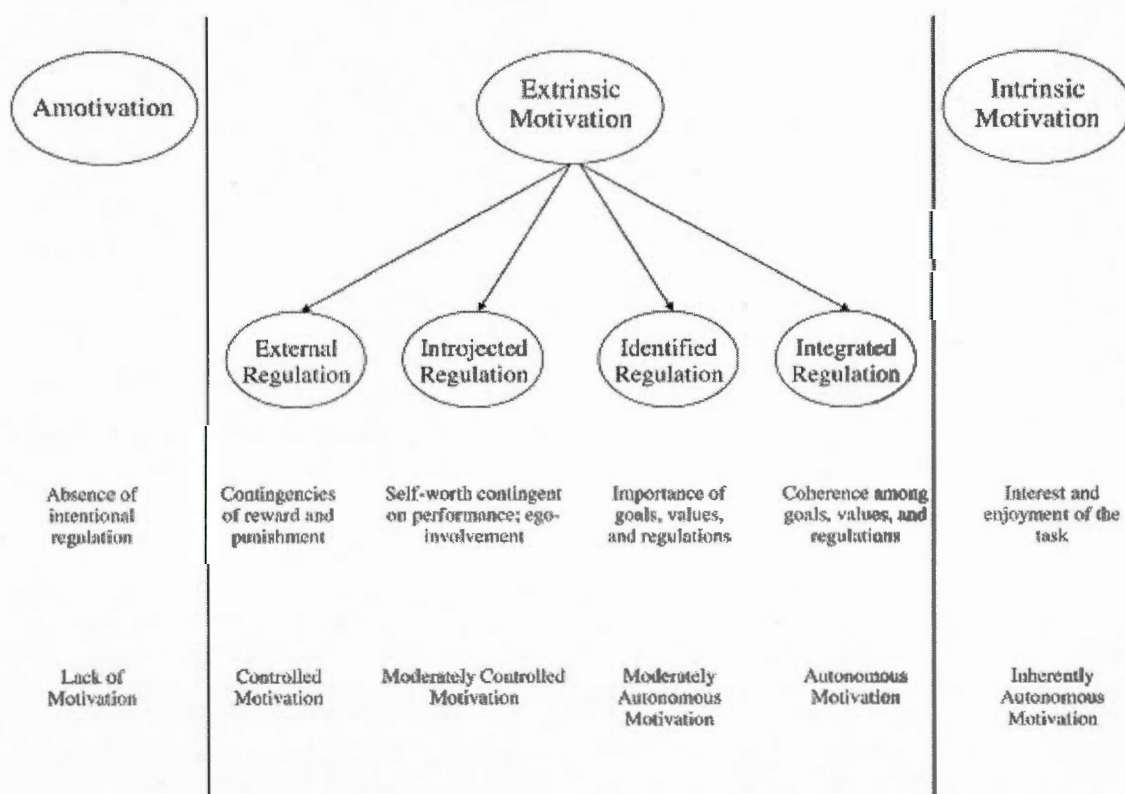 Amotivation
Extrinsic
Motivation
Intrinsic
Motivation
External
Regulation
Introjected
Regulation
Identified
Regulation
Integrated
Regulation
Absence of
intentional
regulation
Contingencies
of reward and
punishment
Self-worth contingent
on performance; ego-
involvement
Importance of
goals, values,
and regulations
Coherence among
goals, values, and
regulations
Interest and
enjoyment of the
task
Lack of
Motivation
Controlled
Motivation
Moderately Controlled
Motivation
Moderately
Autonomous
Motivation
Autonomous
Motivation
Inherently
Autonomous
Motivation